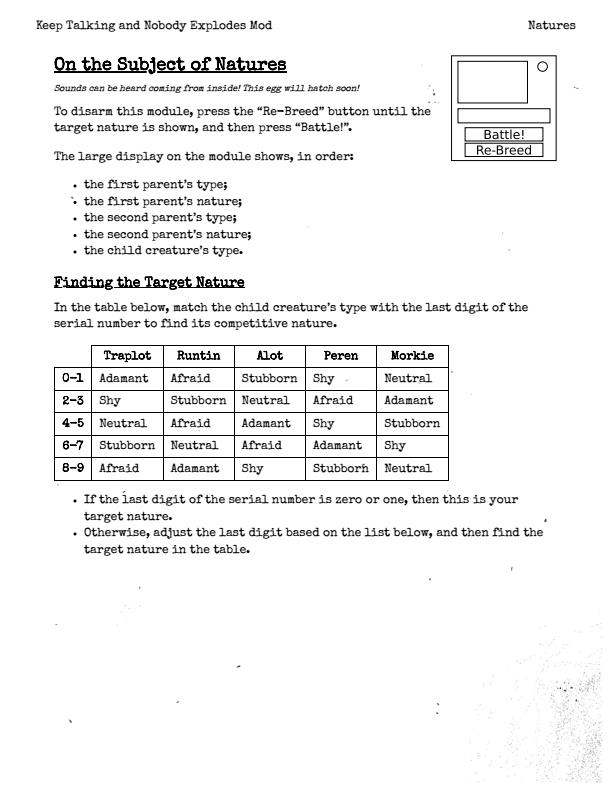 Keep Talking and Nobody Explodes Mod Natures
On the Subject of Natures
Sounds can be heard coming from inside! This egg will hatch soon!
To disarm this module, press the “Re-Breed” button until the
target nature is shown, and then press “Battle!”.
Battle!
Re-Breed
The large display on the module shows, in order:
• the first parent’s type;
• the first parent’s nature;
• the second parent’s type;
• the second parent’s nature;
• the child creature’s type.
Finding the Target Nature
In the table below, match the child creature’s type with the last digit of the
serial number to find its competitive nature.
Traplot Runtin Alot Peren Morkie
0-1 Adamant Afraid Stubborn Shy Neutral
2-3 Shy Stubborn Neutral Afraid Adamant
4-5 Neutral Afraid Adamant Shy Stubborn
6-7 Stubborn Neutral Afraid Adamant Shy
8-9 Afraid Adamant Shy Stubborn Neutral
• If the last digit of the serial number is zero or one, then this is your
target nature.
• Otherwise, adjust the last digit based on the list below, and then find the
target nature in the table.